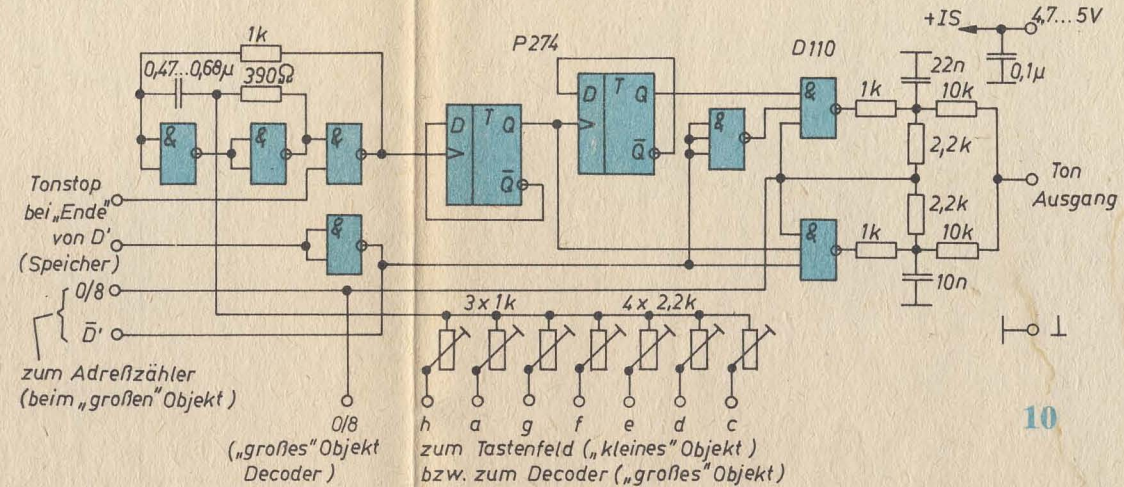 +IS
4,7...5V
0,1µ
1k
0,47...0,68µ
390Ω
P274
D110
D T Q
Q̅
D T Q
Q̅
&
&
&
&
&
&
&
22n
1k
10k
2,2k
2,2k
1k
10k
10n
Ton
Ausgang
Tonstop
bei „Ende"
von D'
(Speicher)
0/8
D̅'
zum Adreßzähler
(beim „großen" Objekt)
0/8
(„großes" Objekt
Decoder)
3 x 1k
4 x 2,2k
h a g f e d c
zum Tastenfeld („kleines" Objekt)
bzw. zum Decoder („großes" Objekt)
⊥
10